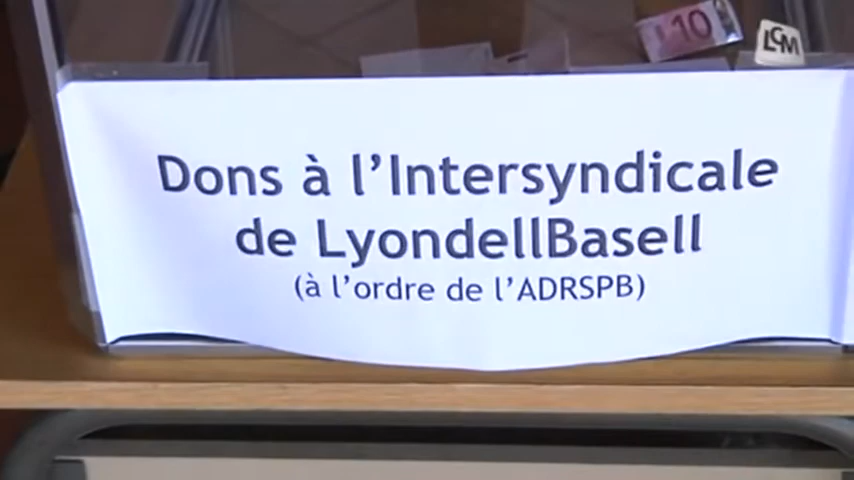 10
LCM
Dons à l'Intersyndicale
de LyondellBasell
(à l'ordre de l'ADRSPB)